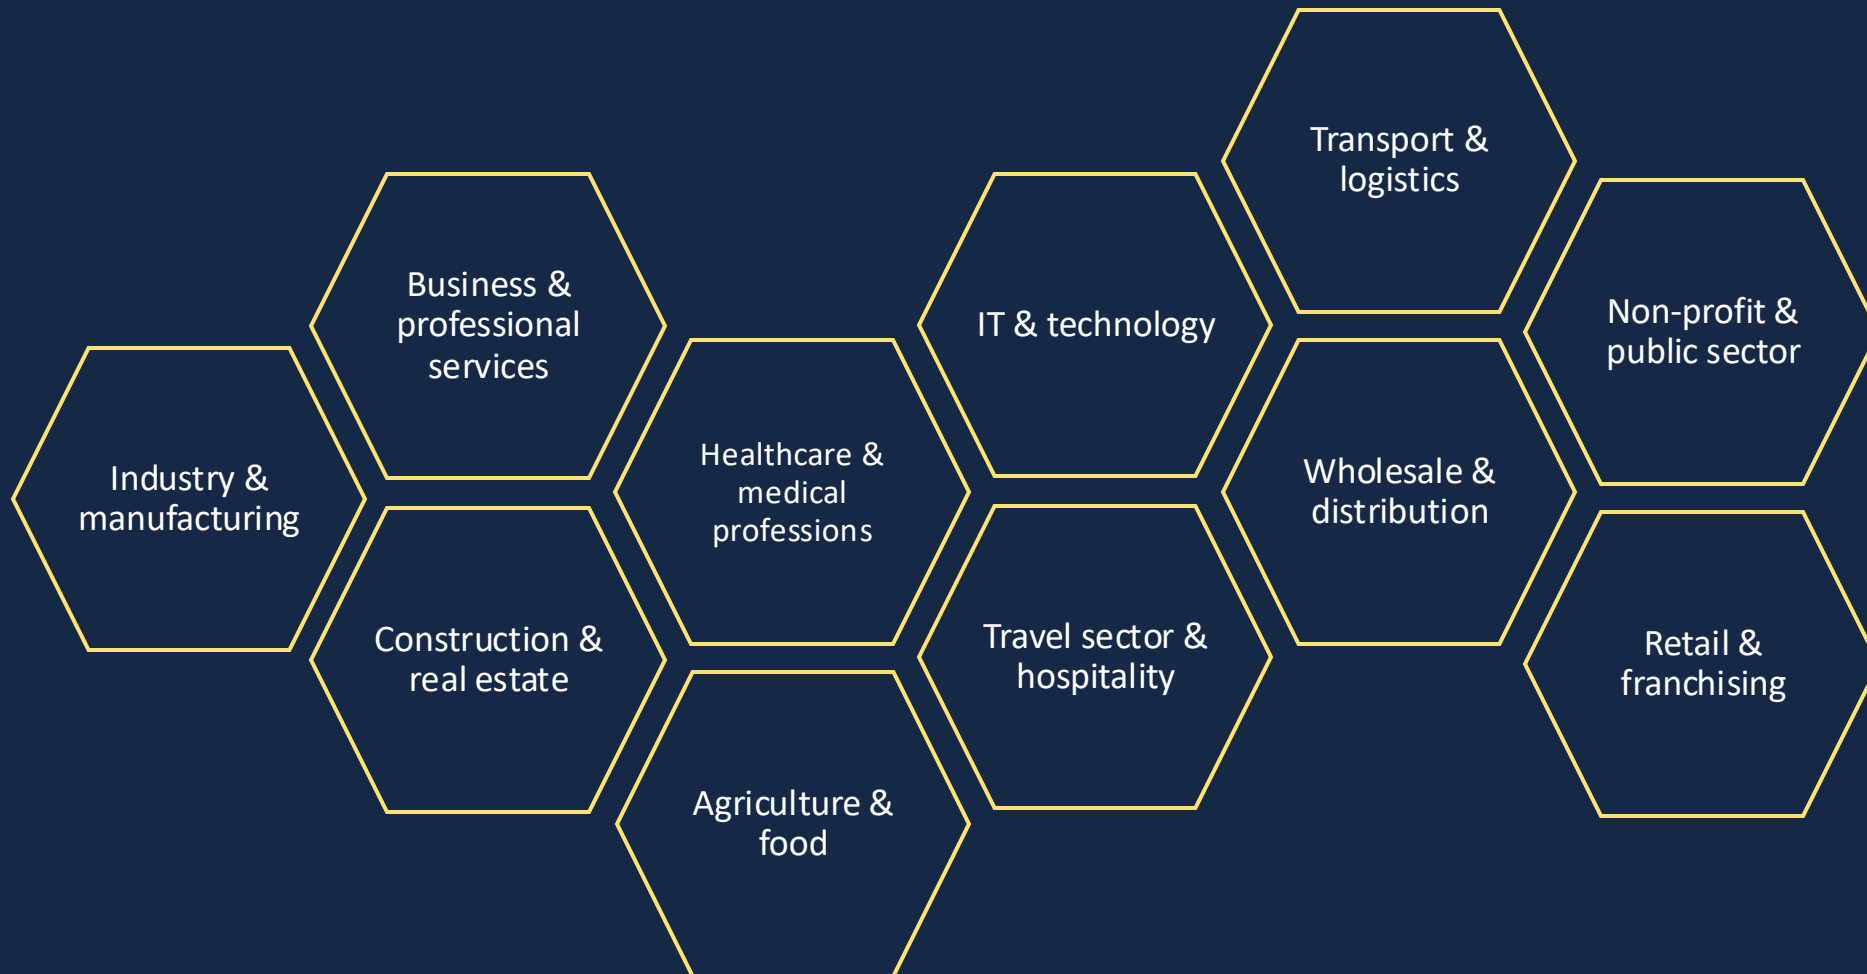 Transport &
logistics
Business &
professional
services
IT & technology
Non-profit &
public sector
Industry &
manufacturing
Healthcare &
medical
professions
Wholesale &
distribution
Construction &
real estate
Travel sector &
hospitality
Retail &
franchising
Agriculture &
food